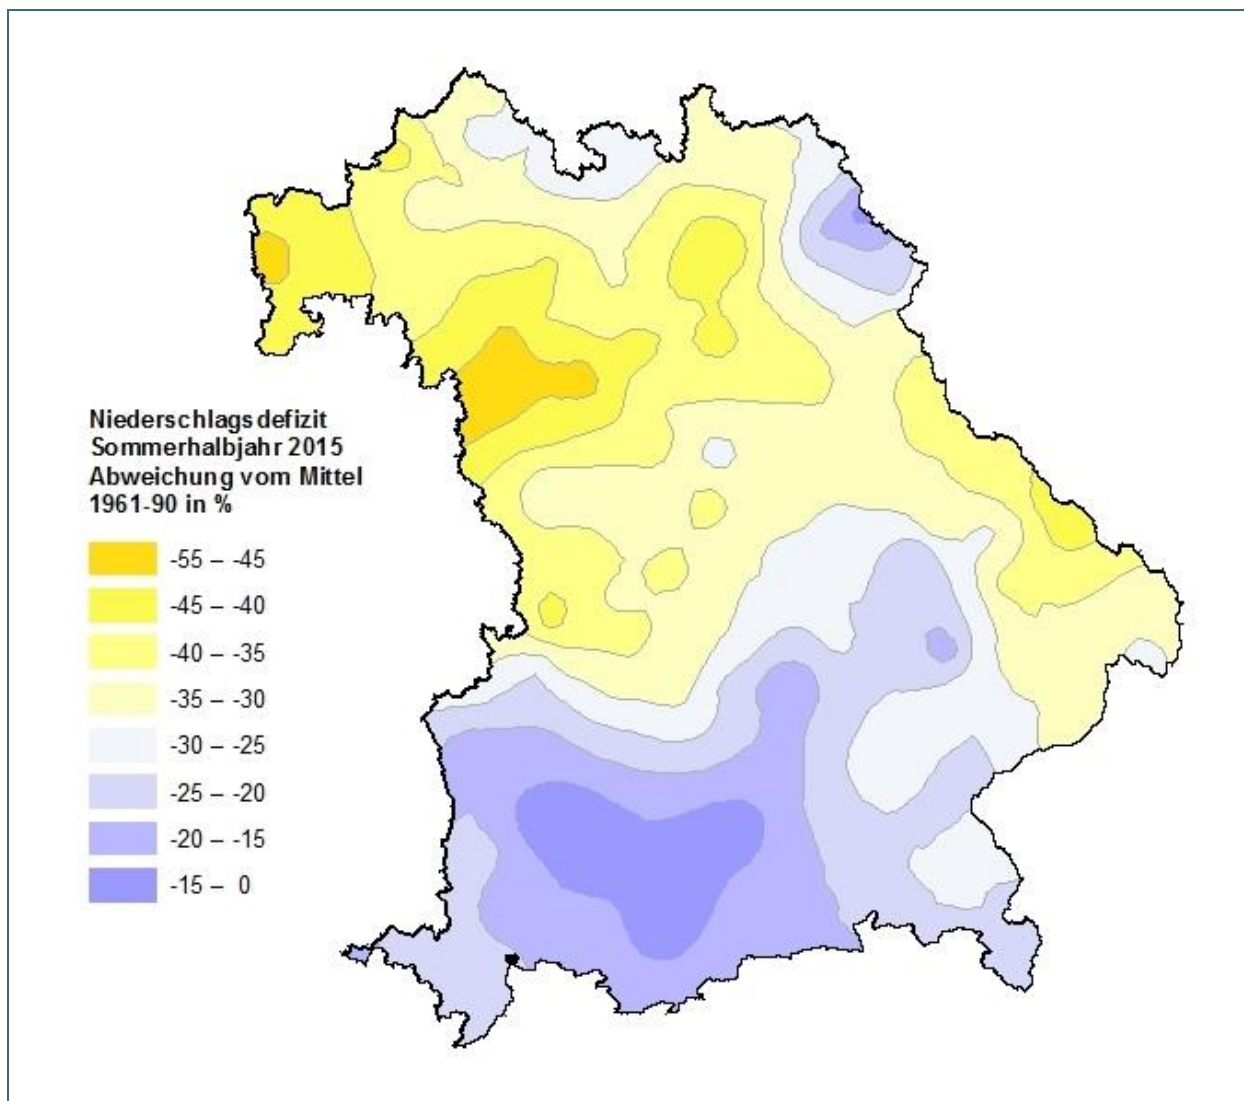 Niederschlagsdefizit
Sommerhalbjahr 2015
Abweichung vom Mittel
1961-90 in %
-55 – -45
-45 – -40
-40 – -35
-35 – -30
-30 – -25
-25 – -20
-20 – -15
-15 – 0